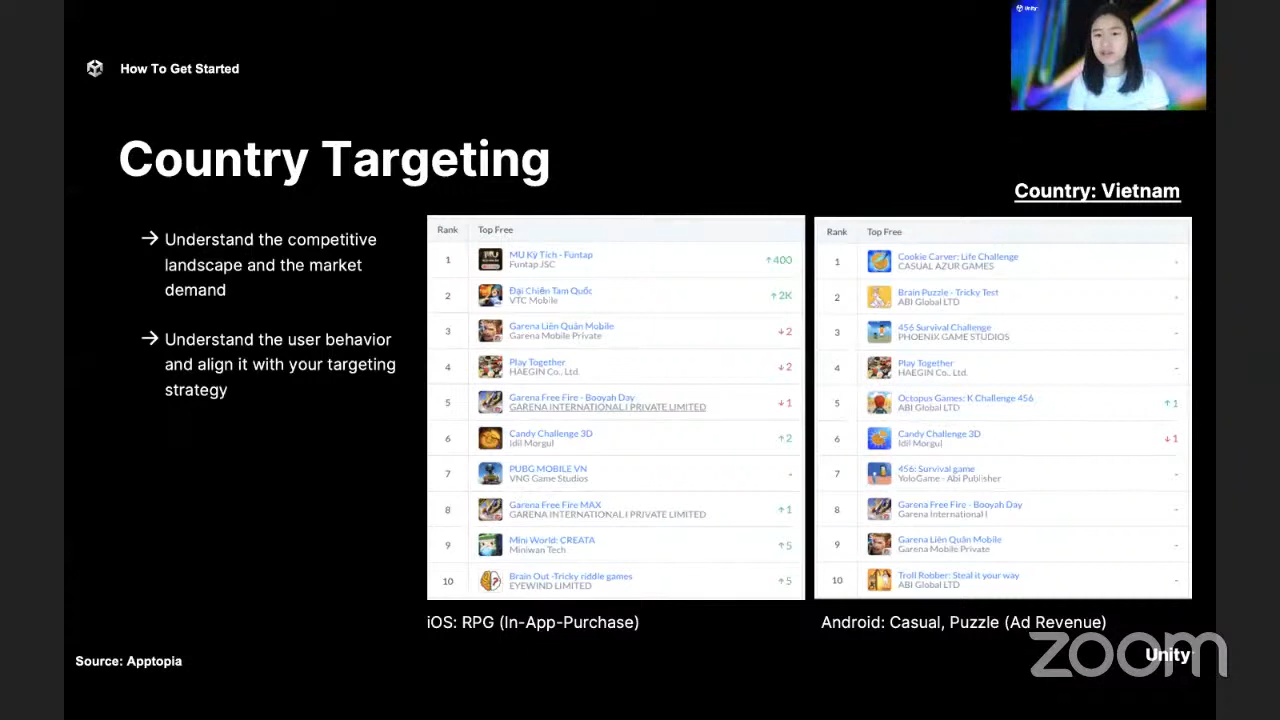 Unity
How To Get Started
Country Targeting
Country: Vietnam
→ Understand the competitive
landscape and the market
demand
→ Understand the user behavior
and align it with your targeting
strategy
Rank Top Free
1 MU Kỳ Tích - Funtap
Funtap JSC
↑400
2 Đại Chiến Tam Quốc
VTC Mobile
↑2K
3 Garena Liên Quân Mobile
Garena Mobile Private
↓2
4 Play Together
HAEGIN Co., Ltd.
↓2
5 Garena Free Fire - Booyah Day
GARENA INTERNATIONAL I PRIVATE LIMITED
↓1
6 Candy Challenge 3D
Idil Morgul
↑2
7 PUBG MOBILE VN
VNG Game Studios
-
8 Garena Free Fire MAX
GARENA INTERNATIONAL I PRIVATE LIMITED
↑1
9 Mini World: CREATA
Miniwan Tech
↑5
10 Brain Out -Tricky riddle games
EYEWIND LIMITED
↑5
iOS: RPG (In-App-Purchase)
Rank Top Free
1 Cookie Carver: Life Challenge
CASUAL AZUR GAMES
-
2 Brain Puzzle - Tricky Test
ABI Global LTD
-
3 456 Survival Challenge
PHOENIX GAME STUDIOS
-
4 Play Together
HAEGIN Co., Ltd.
-
5 Octopus Games: K Challenge 456
ABI Global LTD
↑1
6 Candy Challenge 3D
Idil Morgul
↓1
7 456: Survival game
YoloGame - Abi Publisher
-
8 Garena Free Fire - Booyah Day
Garena International I
-
9 Garena Liên Quân Mobile
Garena Mobile Private
-
10 Troll Robber: Steal it your way
ABI Global LTD
-
Android: Casual, Puzzle (Ad Revenue)
Source: Apptopia
Unity
zoom